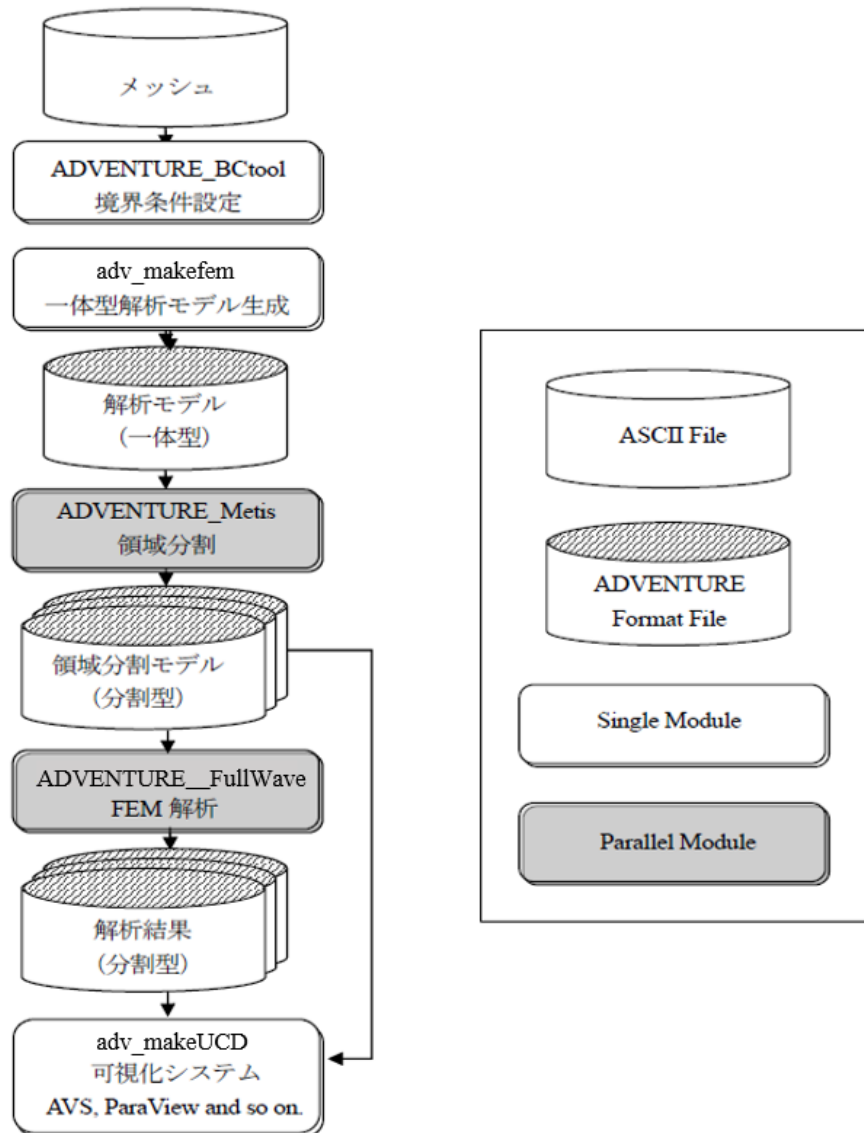 メッシュ
ADVENTURE_BCtool
境界条件設定
adv_makefem
一体型解析モデル生成
解析モデル
(一体型)
ADVENTURE_Metis
領域分割
領域分割モデル
(分割型)
ADVENTURE__FullWave
FEM 解析
解析結果
(分割型)
adv_makeUCD
可視化システム
AVS, ParaView and so on.
ASCII File
ADVENTURE
Format File
Single Module
Parallel Module